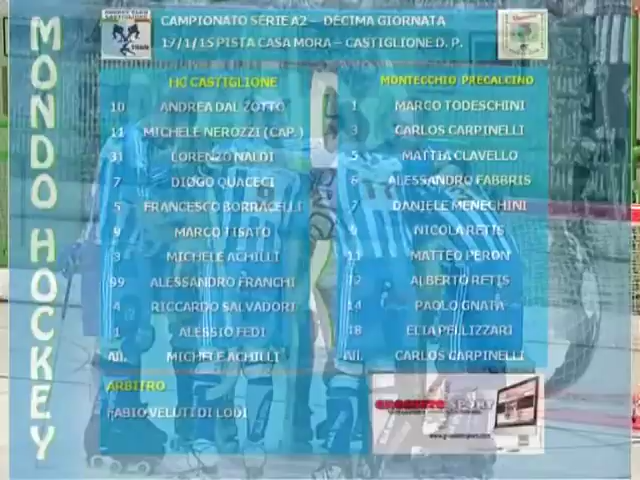 MONDO HOCKEY
CAMPIONATO SERIE A2 – DECIMA GIORNATA
17/1/15 PISTA CASA MORA – CASTIGLIONE D. P.
HC CASTIGLIONE
10 ANDREA DAL ZOTTO
11 MICHELE NEROZZI (CAP.)
31 LORENZO NALDI
7 DIOGO QUACECI
5 FRANCESCO BORRACELLI
9 MARCO TISATO
3 MICHELE ACHILLI
99 ALESSANDRO FRANCHI
4 RICCARDO SALVADORI
1 ALESSIO FEDI
All. MICHELE ACHILLI
MONTECCHIO PRECALCINO
1 MARCO TODESCHINI
3 CARLOS CARPINELLI
5 MATTIA CLAVELLO
6 ALESSANDRO FABBRIS
7 DANIELE MENEGHINI
NICOLA RETIS
11 MATTEO PERON
12 ALBERTO RETIS
14 PAOLO GNATA
18 ELIA PELLIZZARI
All. CARLOS CARPINELLI
ARBITRO
FABIO VELUTI DI LODI
GROSSETO SPORT